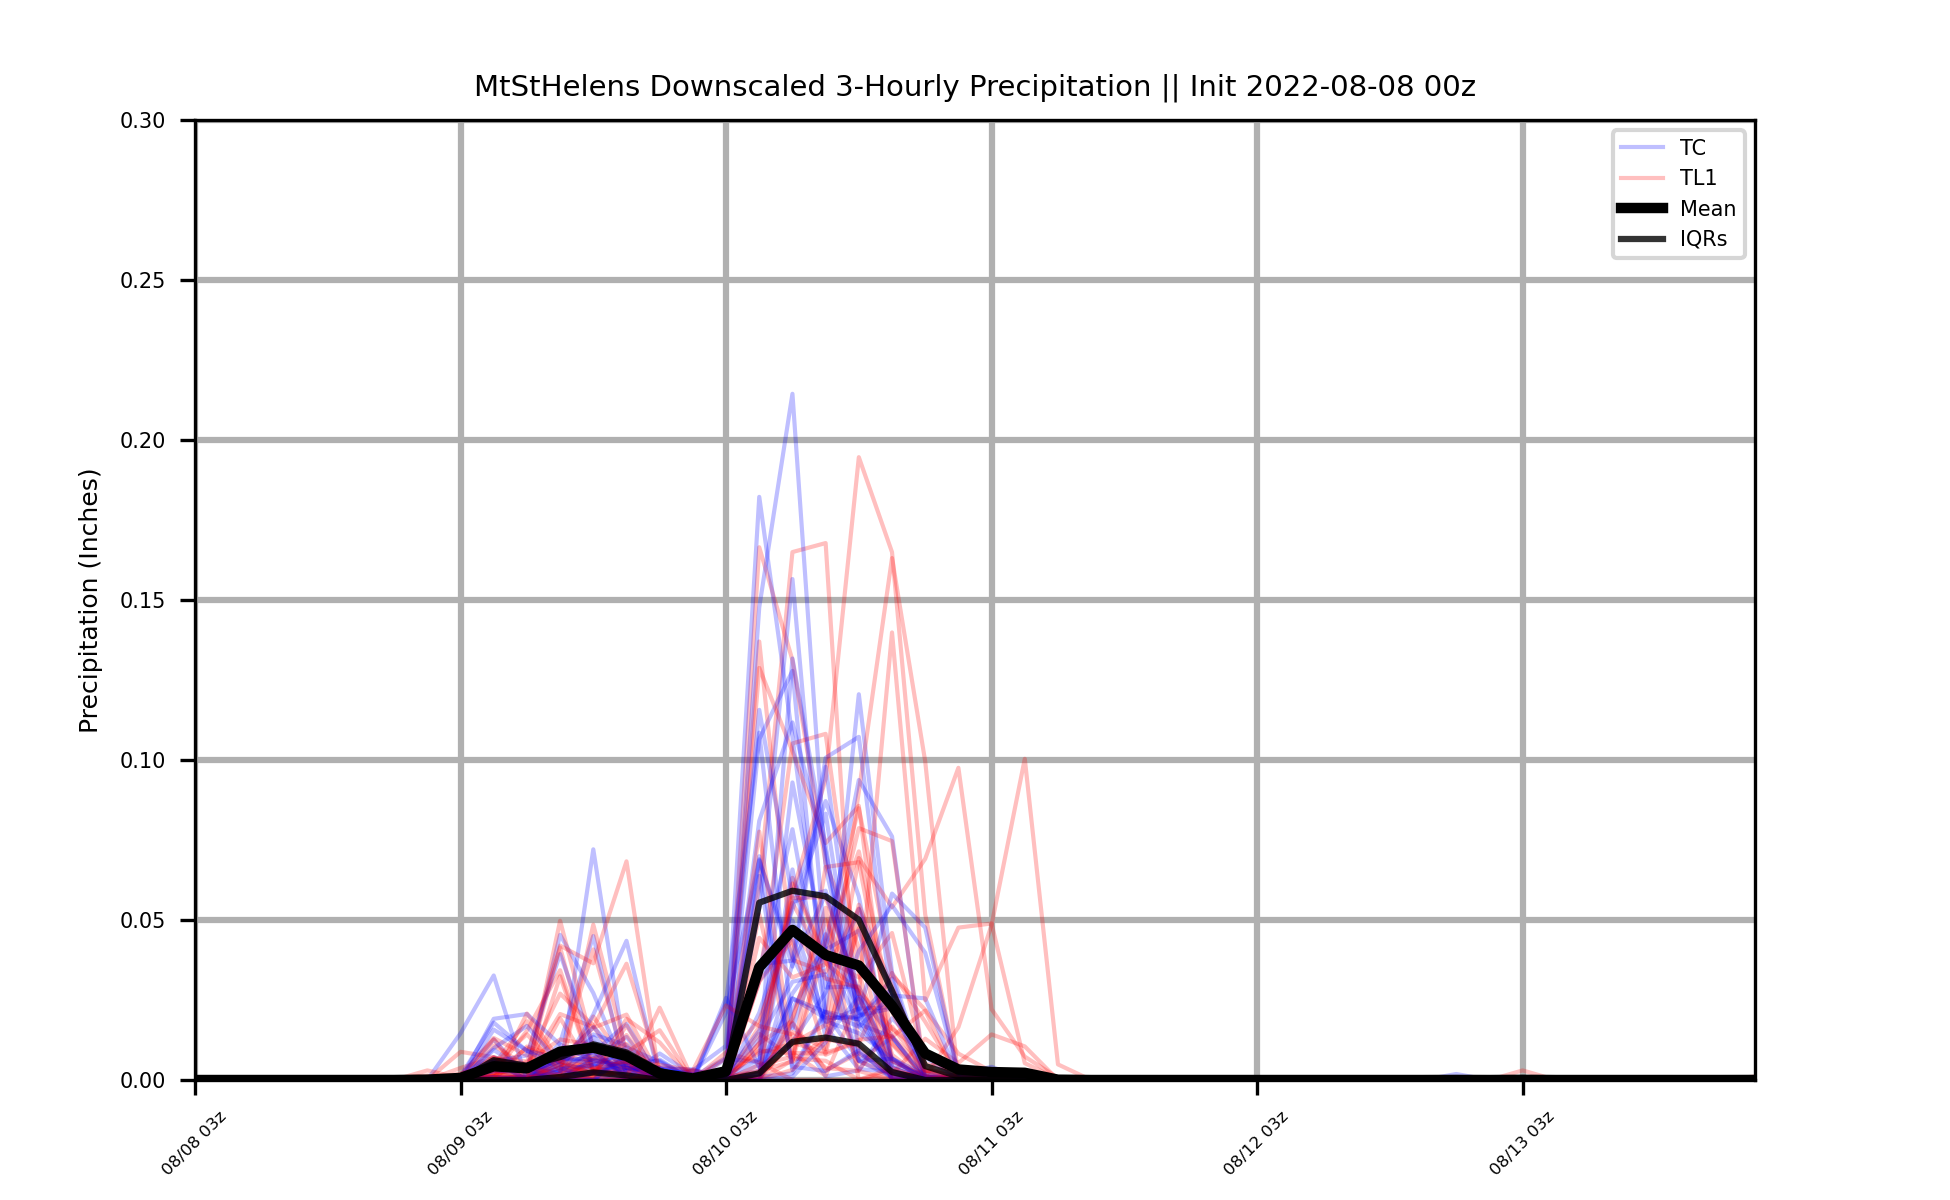 MtStHelens Downscaled 3-Hourly Precipitation || Init 2022-08-08 00z
0.30
0.25
0.20
0.15
0.10
0.05
0.00
Precipitation (Inches)
TC
TL1
Mean
IQRs
08/08 03z
08/09 03z
08/10 03z
08/11 03z
08/12 03z
08/13 03z